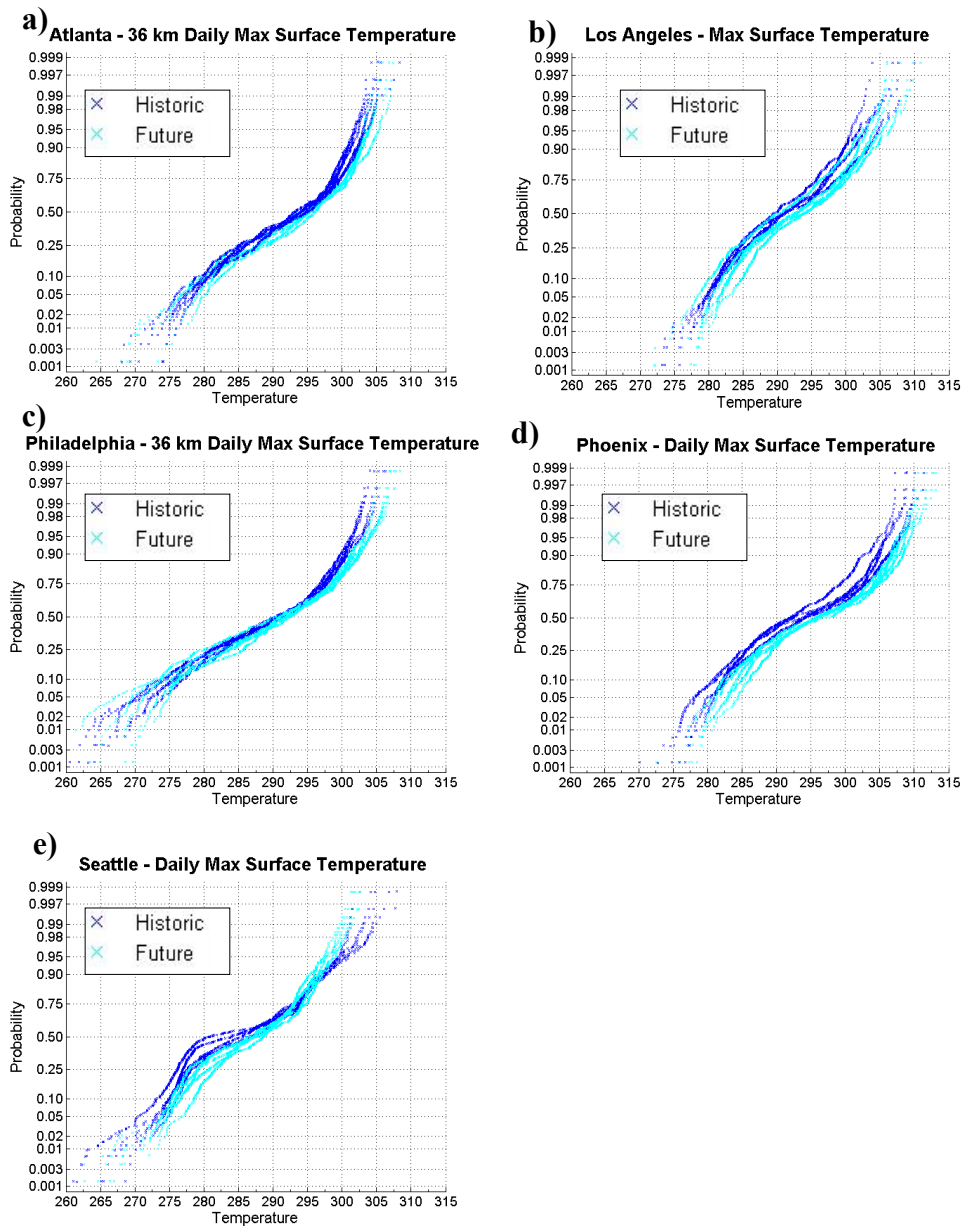 a)
Atlanta - 36 km Daily Max Surface Temperature
0.999
0.997
0.99
0.98
0.95
0.90
0.75
0.50
0.25
0.10
0.05
0.02
0.01
0.003
0.001
Probability
Historic
Future
260 265 270 275 280 285 290 295 300 305 310 315
Temperature
b)
Los Angeles - Max Surface Temperature
0.999
0.997
0.99
0.98
0.95
0.90
0.75
0.50
0.25
0.10
0.05
0.02
0.01
0.003
0.001
Probability
Historic
Future
260 265 270 275 280 285 290 295 300 305 310 315
Temperature
c)
Philadelphia - 36 km Daily Max Surface Temperature
0.999
0.997
0.99
0.98
0.95
0.90
0.75
0.50
0.25
0.10
0.05
0.02
0.01
0.003
0.001
Probability
Historic
Future
260 265 270 275 280 285 290 295 300 305 310 315
Temperature
d)
Phoenix - Daily Max Surface Temperature
0.999
0.997
0.99
0.98
0.95
0.90
0.75
0.50
0.25
0.10
0.05
0.02
0.01
0.003
0.001
Probability
Historic
Future
260 265 270 275 280 285 290 295 300 305 310 315
Temperature
e)
Seattle - Daily Max Surface Temperature
0.999
0.997
0.99
0.98
0.95
0.90
0.75
0.50
0.25
0.10
0.05
0.02
0.01
0.003
0.001
Probability
Historic
Future
260 265 270 275 280 285 290 295 300 305 310 315
Temperature